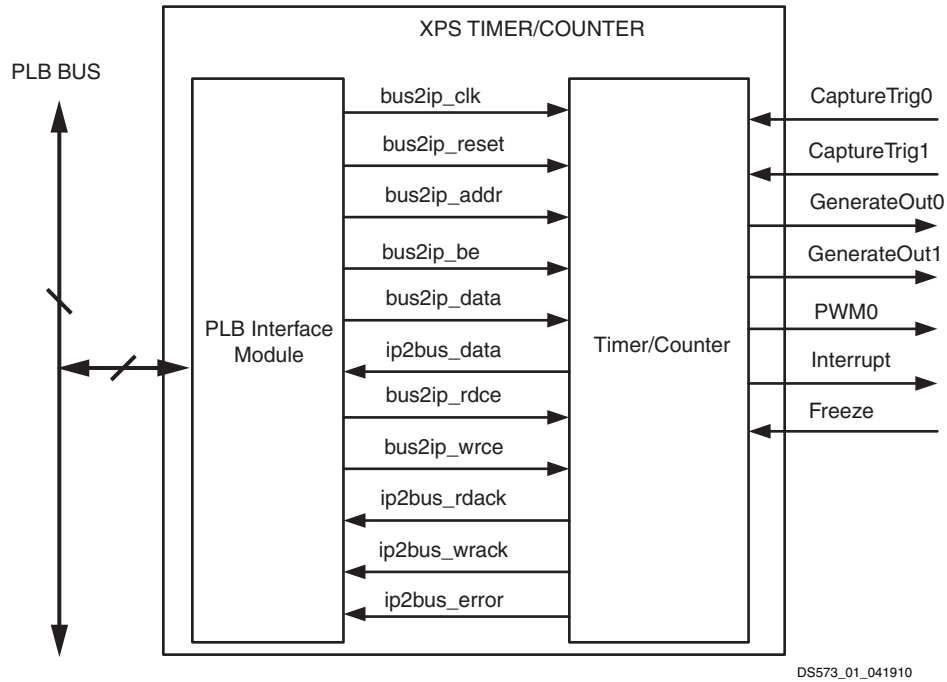 XPS TIMER/COUNTER
PLB BUS
bus2ip_clk
bus2ip_reset
bus2ip_addr
bus2ip_be
bus2ip_data
ip2bus_data
bus2ip_rdce
bus2ip_wrce
ip2bus_rdack
ip2bus_wrack
ip2bus_error
PLB Interface
Module
Timer/Counter
CaptureTrig0
CaptureTrig1
GenerateOut0
GenerateOut1
PWM0
Interrupt
Freeze
DS573_01_041910